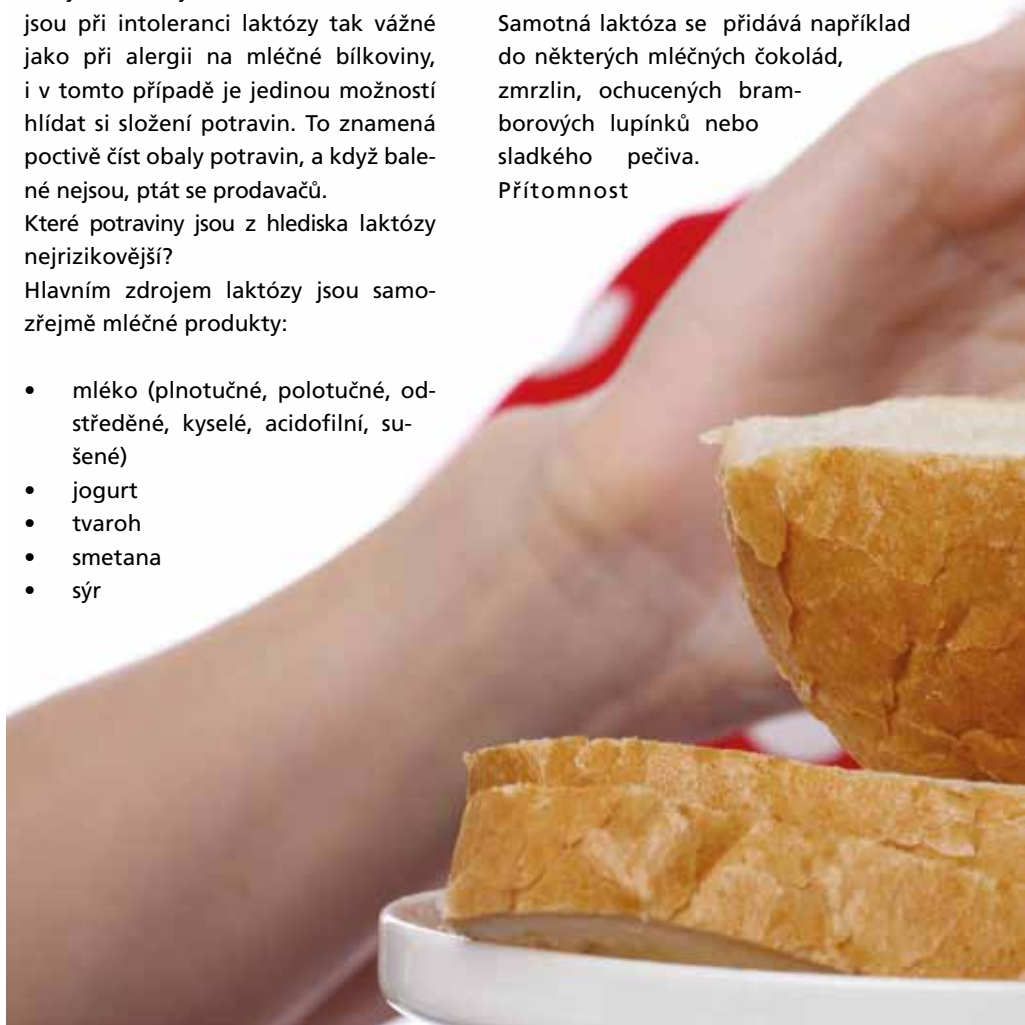 jsou při intoleranci laktózy tak vážné
jako při alergii na mléčné bílkoviny,
i v tomto případě je jedinou možností
hlídat si složení potravin. To znamená
poctivě číst obaly potravin, a když bale-
né nejsou, ptát se prodavačů.
Které potraviny jsou z hlediska laktózy
nejrizikovější?
Hlavním zdrojem laktózy jsou samo-
zřejmě mléčné produkty:
• mléko (plnotučné, polotučné, od-
středěné, kyselé, acidofilní, su-
šené)
• jogurt
• tvaroh
• smetana
• sýr
Samotná laktóza se přidává například
do některých mléčných čokolád,
zmrzlin, ochucených bram-
borových lupínků nebo
sladkého pečiva.
Přítomnost